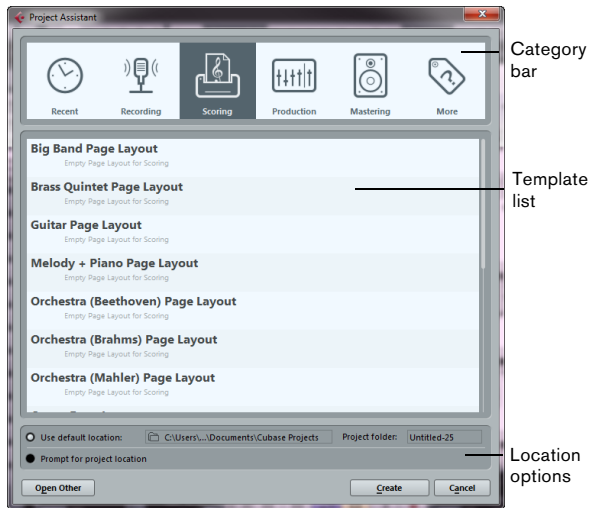 Project Assistant
Category bar
Recent Recording Scoring Production Mastering More
Big Band Page Layout
Empty Page Layout for Scoring
Brass Quintet Page Layout
Empty Page Layout for Scoring
Template list
Guitar Page Layout
Empty Page Layout for Scoring
Melody + Piano Page Layout
Empty Page Layout for Scoring
Orchestra (Beethoven) Page Layout
Empty Page Layout for Scoring
Orchestra (Brahms) Page Layout
Empty Page Layout for Scoring
Orchestra (Mahler) Page Layout
Empty Page Layout for Scoring
Use default location: C:\Users\...\Documents\Cubase Projects Project folder: Untitled-25
Prompt for project location
Location options
Open Other Create Cancel